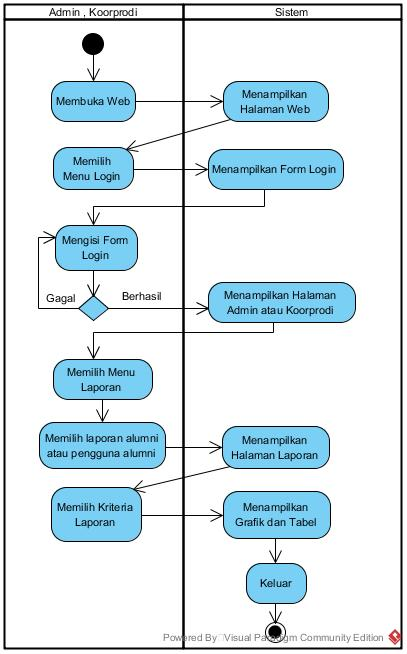 Admin , Koorprodi
Sistem
Membuka Web
Menampilkan
Halaman Web
Memilih
Menu Login
Menampilkan Form Login
Mengisi Form
Login
Gagal
Berhasil
Menampilkan Halaman
Admin atau Koorprodi
Memilih Menu
Laporan
Memilih laporan alumni
atau pengguna alumni
Menampilkan
Halaman Laporan
Memilih Kriteria
Laporan
Menampilkan
Grafik dan Tabel
Keluar
Powered By Visual Paradigm Community Edition